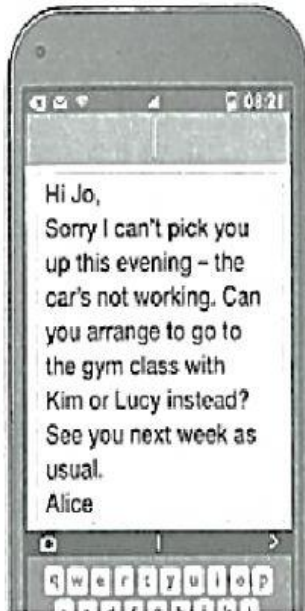 08:21
Hi Jo,
Sorry I can't pick you
up this evening – the
car's not working. Can
you arrange to go to
the gym class with
Kim or Lucy instead?
See you next week as
usual.
Alice
q w e r t y u i o p